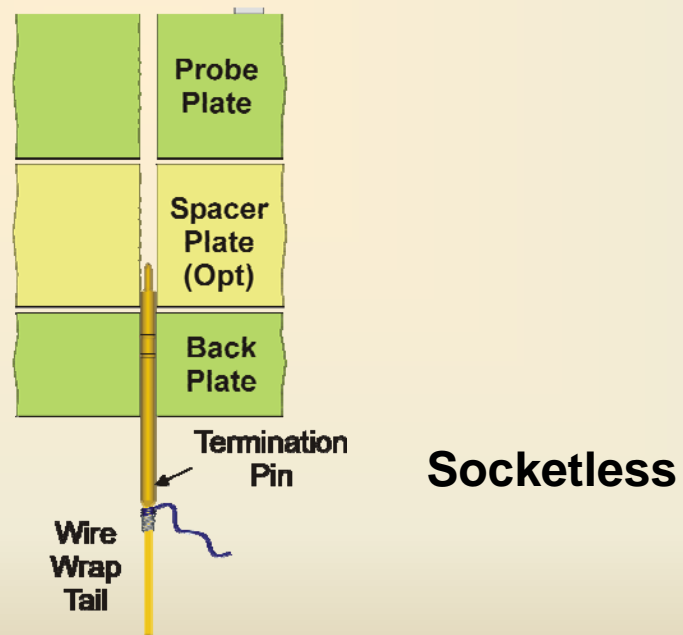 Probe
Plate
Spacer
Plate
(Opt)
Back
Plate
Termination
Pin
Socketless
Wire
Wrap
Tail